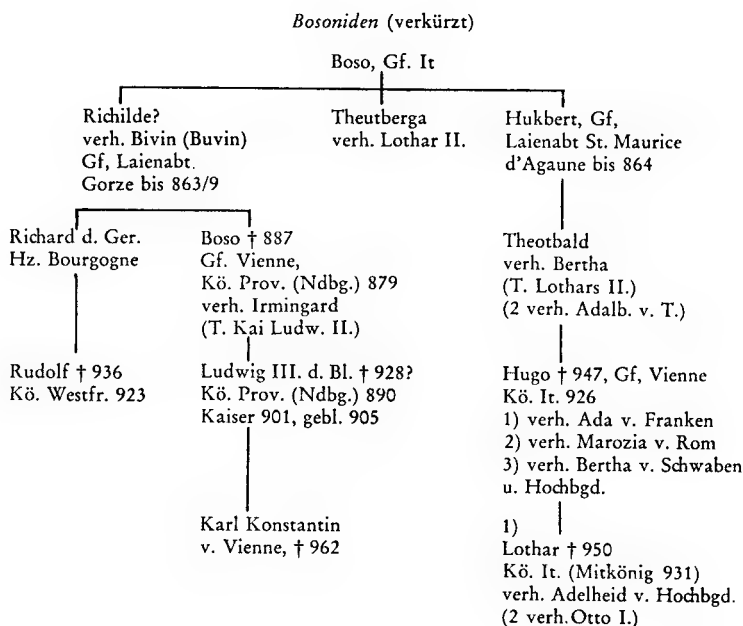 Bosoniden (verkürzt)
Boso, Gf. It
Richilde?
verh. Bivin (Buvin)
Gf, Laienabt.
Gorze bis 863/9
Theutberga
verh. Lothar II.
Hukbert, Gf,
Laienabt St. Maurice
d'Agaune bis 864
Richard d. Ger.
Hz. Bourgogne
Boso † 887
Gf. Vienne,
Kö. Prov. (Ndbg.) 879
verh. Irmingard
(T. Kai Ludw. II.)
Theotbald
verh. Bertha
(T. Lothars II.)
(2 verh. Adalb. v. T.)
Rudolf † 936
Kö. Westfr. 923
Ludwig III. d. Bl. † 928?
Kö. Prov. (Ndbg.) 890
Kaiser 901, gebl. 905
Hugo † 947, Gf, Vienne
Kö. It. 926
1) verh. Ada v. Franken
2) verh. Marozia v. Rom
3) verh. Bertha v. Schwaben
u. Hochbgd.
Karl Konstantin
v. Vienne, † 962
1)
Lothar † 950
Kö. It. (Mitkönig 931)
verh. Adelheid v. Hochbgd.
(2 verh. Otto I.)